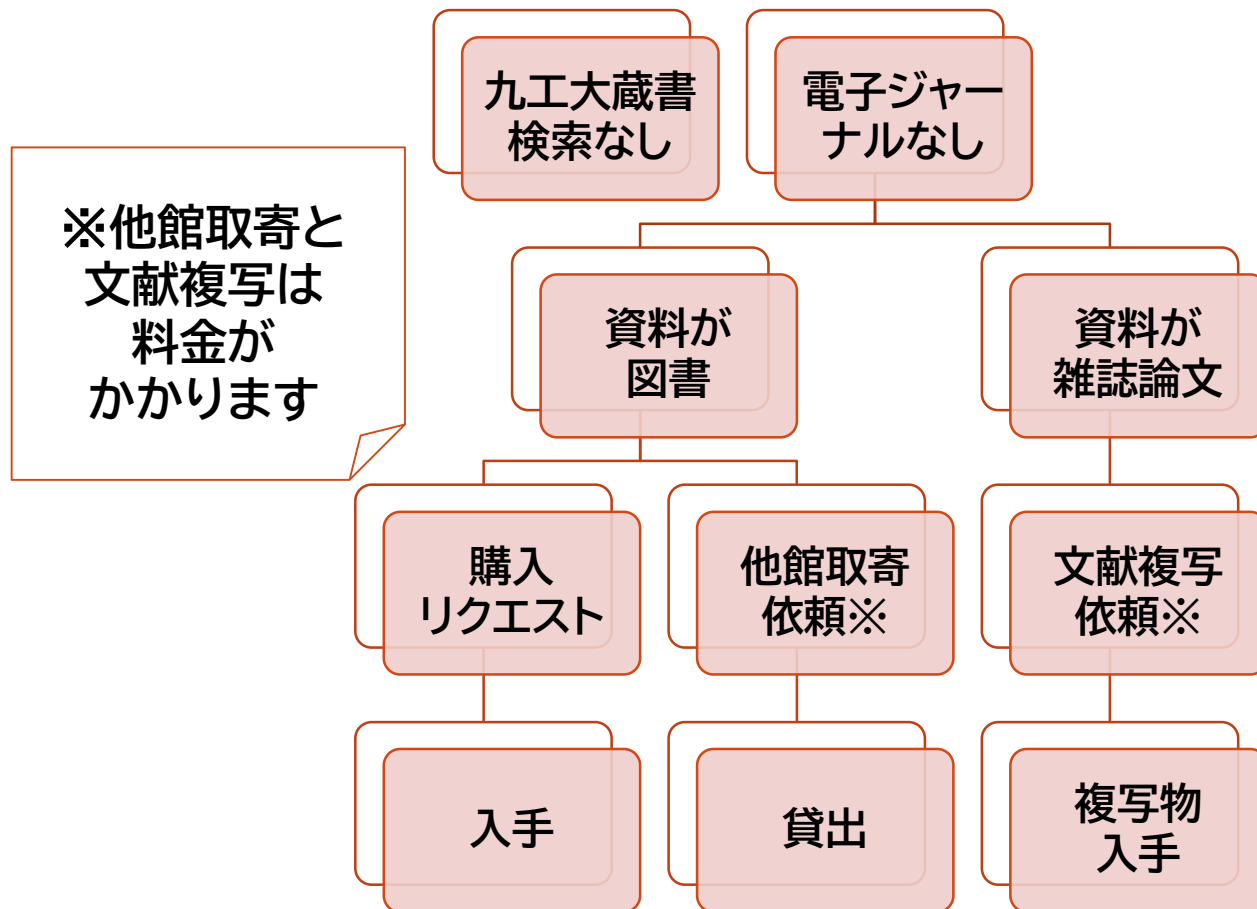 九工大蔵書
検索なし
電子ジャー
ナルなし
※他館取寄と
文献複写は
料金が
かかります
資料が
図書
資料が
雑誌論文
購入
リクエスト
他館取寄
依頼※
文献複写
依頼※
入手
貸出
複写物
入手